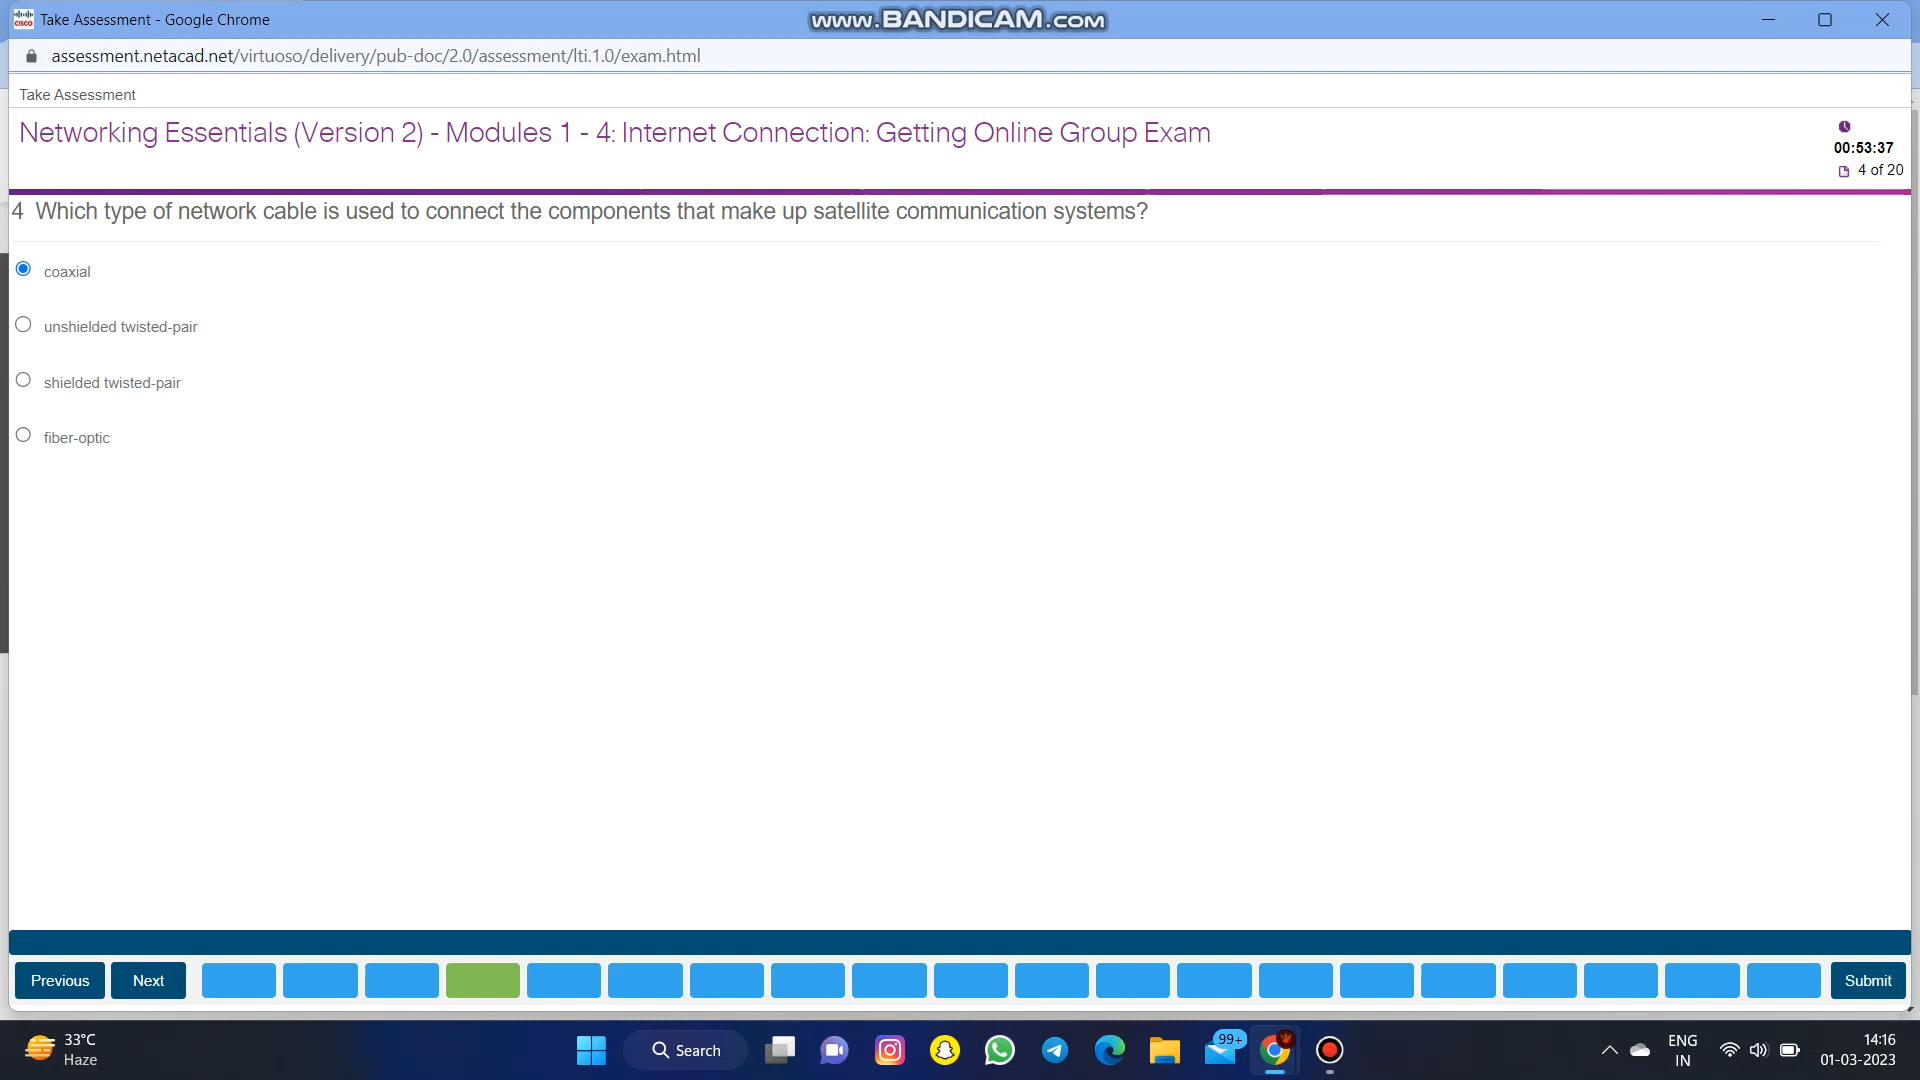 Take Assessment - Google Chrome
www.BANDICAM.com
assessment.netacad.net/virtuoso/delivery/pub-doc/2.0/assessment/lti.1.0/exam.html
Take Assessment
Networking Essentials (Version 2) - Modules 1 - 4: Internet Connection: Getting Online Group Exam
00:53:37
4 of 20
4 Which type of network cable is used to connect the components that make up satellite communication systems?
coaxial
unshielded twisted-pair
shielded twisted-pair
fiber-optic
Previous
Next
Submit
33°C
Haze
Search
99+
ENG
IN
14:16
01-03-2023